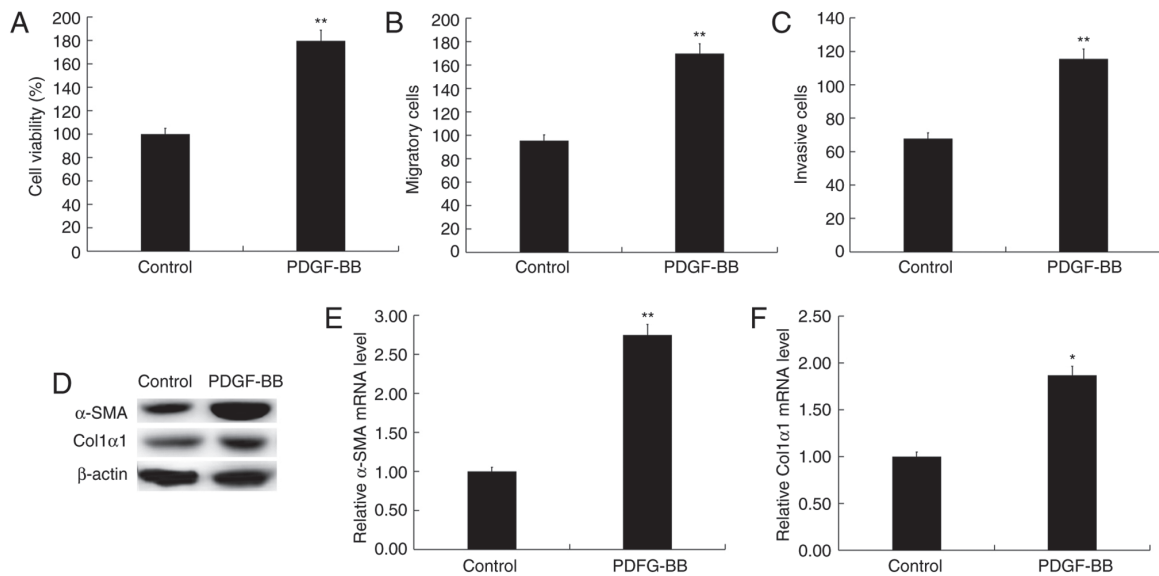 A
Cell viability (%)
200
180
160
140
120
100
80
60
40
20
0
**
Control
PDGF-BB
B
Migratory cells
200
180
160
140
120
100
80
60
40
20
0
**
Control
PDGF-BB
C
Invasive cells
140
120
100
80
60
40
20
0
**
Control
PDGF-BB
D
Control PDGF-BB
α-SMA
Col1α1
β-actin
E
Relative α-SMA mRNA level
3.00
2.50
2.00
1.50
1.00
0.50
0.00
**
Control
PDFG-BB
F
Relative Col1α1 mRNA level
2.50
2.00
1.50
1.00
0.50
0.00
*
Control
PDGF-BB